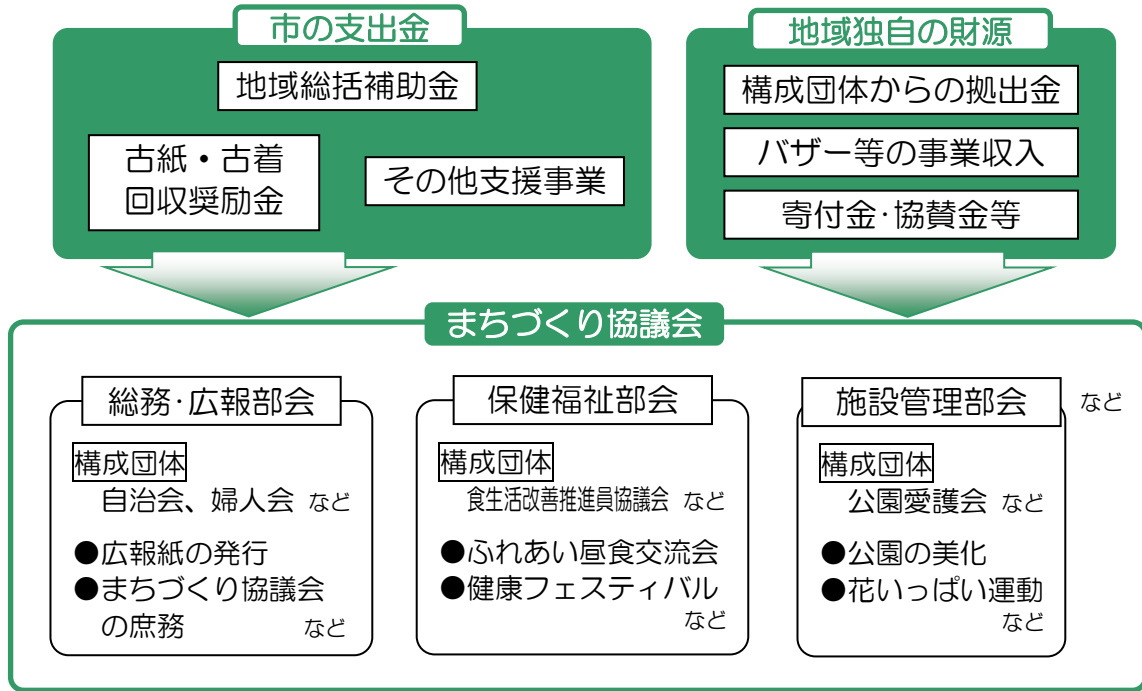 市の支出金
地域総括補助金
古紙・古着
回収奨励金
その他支援事業
地域独自の財源
構成団体からの拠出金
バザー等の事業収入
寄付金･協賛金等
まちづくり協議会
総務･広報部会
構成団体
自治会、婦人会 など
●広報紙の発行
●まちづくり協議会
の庶務 など
保健福祉部会
構成団体
食生活改善推進員協議会 など
●ふれあい昼食交流会
●健康フェスティバル
など
施設管理部会
構成団体
公園愛護会 など
●公園の美化
●花いっぱい運動
など
など